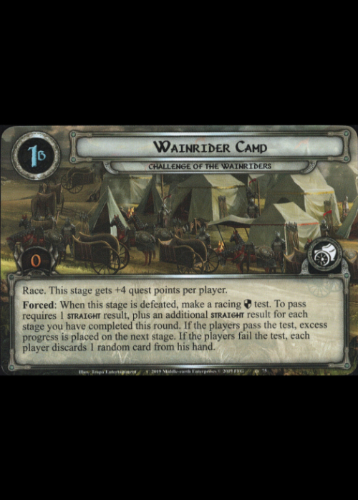 1B
WAINRIDER CAMP
CHALLENGE OF THE WAINRIDERS
0
Race. This stage gets +4 quest points per player.
Forced: When this stage is defeated, make a racing test. To pass
requires 1 STRAIGHT result, plus an additional STRAIGHT result for each
stage you have completed this round. If the players pass the test, excess
progress is placed on the next stage. If the players fail the test, each
player discards 1 random card from his hand.